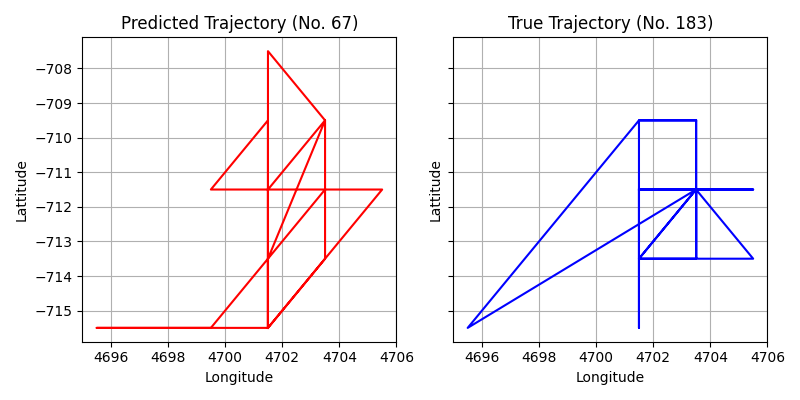 Predicted Trajectory (No. 67)
True Trajectory (No. 183)
Lattitude
−708
−709
−710
−711
−712
−713
−714
−715
4696 4698 4700 4702 4704 4706
Longitude
Lattitude
4696 4698 4700 4702 4704 4706
Longitude